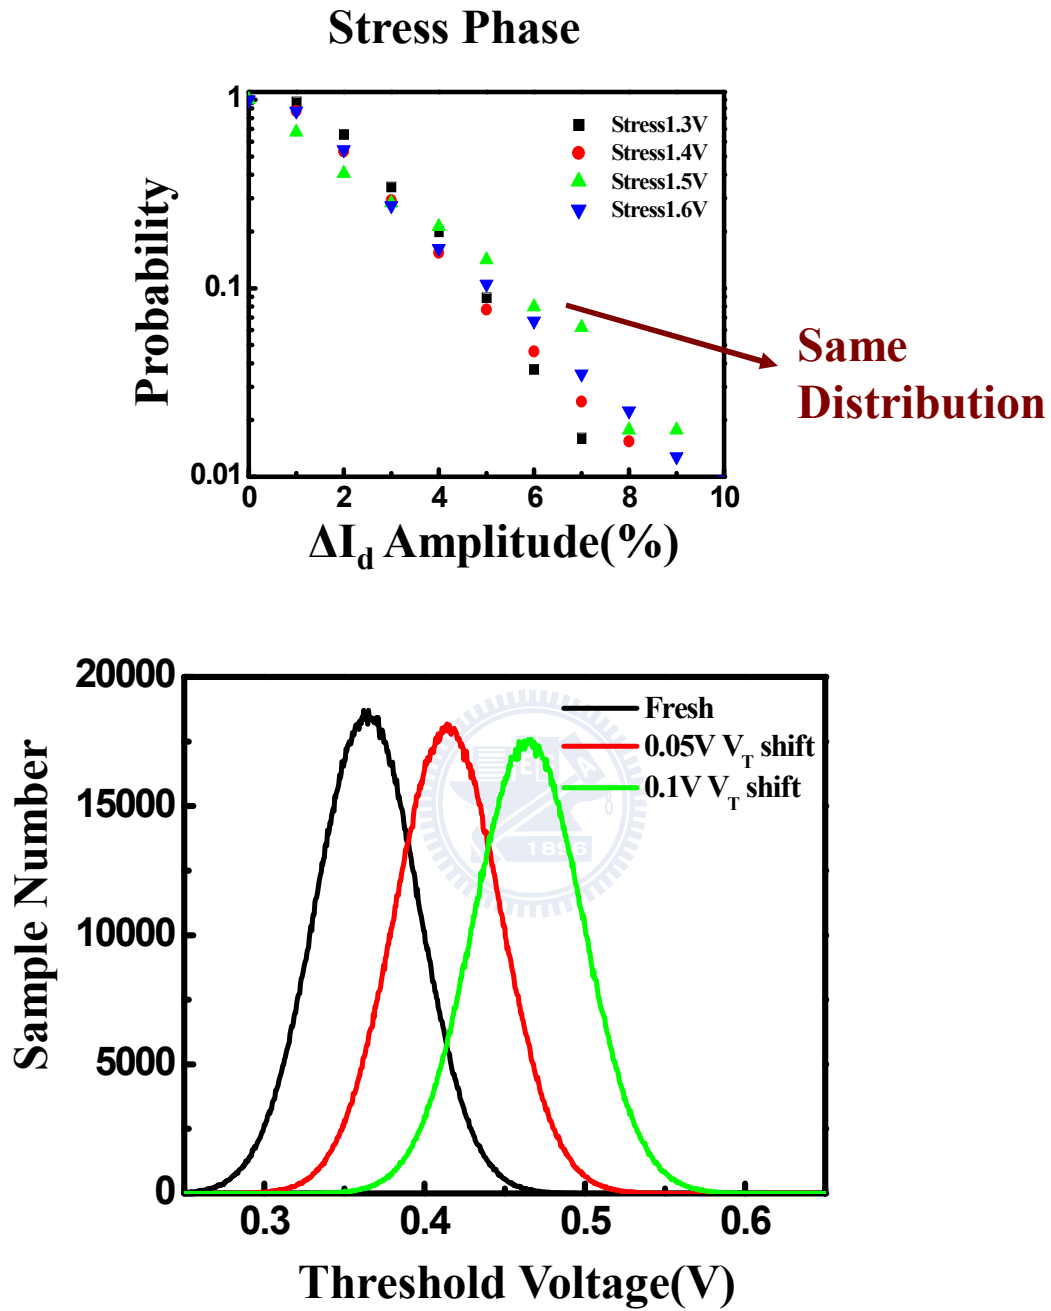 Stress Phase
1
0.1
0.01
Probability
Stress1.3V
Stress1.4V
Stress1.5V
Stress1.6V
0 2 4 6 8 10
ΔId Amplitude(%)
Same
Distribution
20000
15000
10000
5000
0
Sample Number
Fresh
0.05V VT shift
0.1V VT shift
1896
0.3 0.4 0.5 0.6
Threshold Voltage(V)